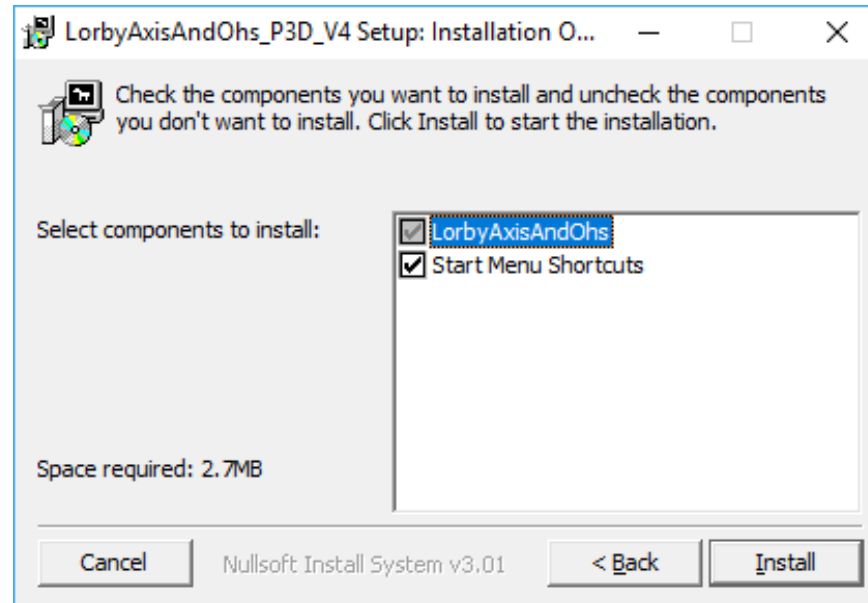 LorbyAxisAndOhs_P3D_V4 Setup: Installation O...
Check the components you want to install and uncheck the components
you don't want to install. Click Install to start the installation.
Select components to install:
LorbyAxisAndOhs
Start Menu Shortcuts
Space required: 2.7MB
Cancel
Nullsoft Install System v3.01
< Back
Install